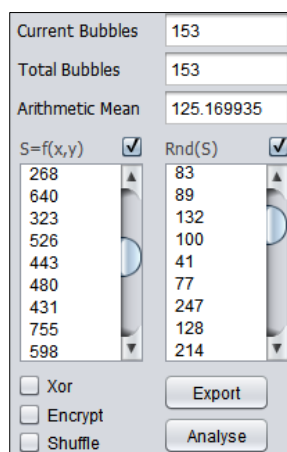 Current Bubbles 153
Total Bubbles 153
Arithmetic Mean 125.169935
S=f(x,y) Rnd(S)
268 83
640 89
323 132
526 100
443 41
480 77
431 247
755 128
598 214
Xor Export
Encrypt
Shuffle Analyse